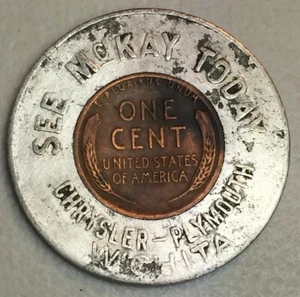 SEE MCKAY TODAY
E PLURIBUS UNUM
ONE
CENT
UNITED STATES
OF AMERICA
CHRYSLER - PLYMOUTH
WICHITA